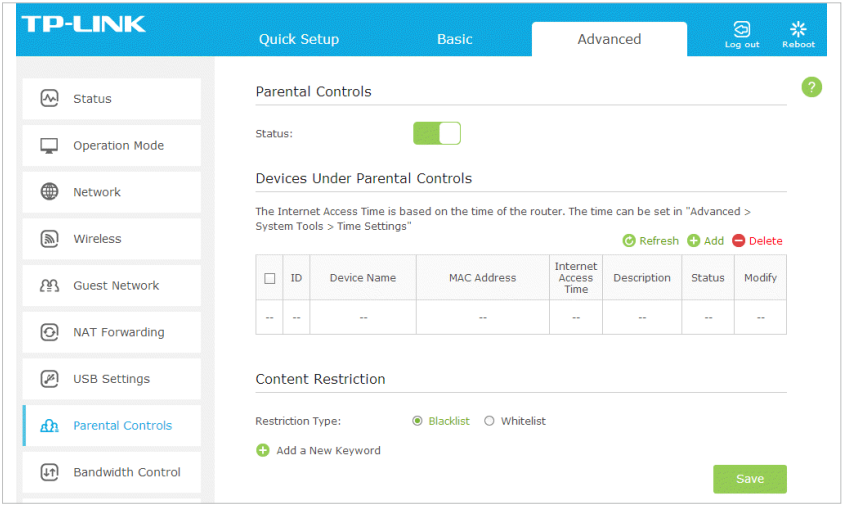 TP-LINK
Quick Setup
Basic
Advanced
Log out
Reboot
Status
Operation Mode
Network
Wireless
Guest Network
NAT Forwarding
USB Settings
Parental Controls
Bandwidth Control
Parental Controls
?
Status:
Devices Under Parental Controls
The Internet Access Time is based on the time of the router. The time can be set in "Advanced >
System Tools > Time Settings"
Refresh Add Delete
ID Device Name MAC Address Internet Access Time Description Status Modify
-- -- -- -- -- -- -- --
Content Restriction
Restriction Type: Blacklist Whitelist
Add a New Keyword
Save